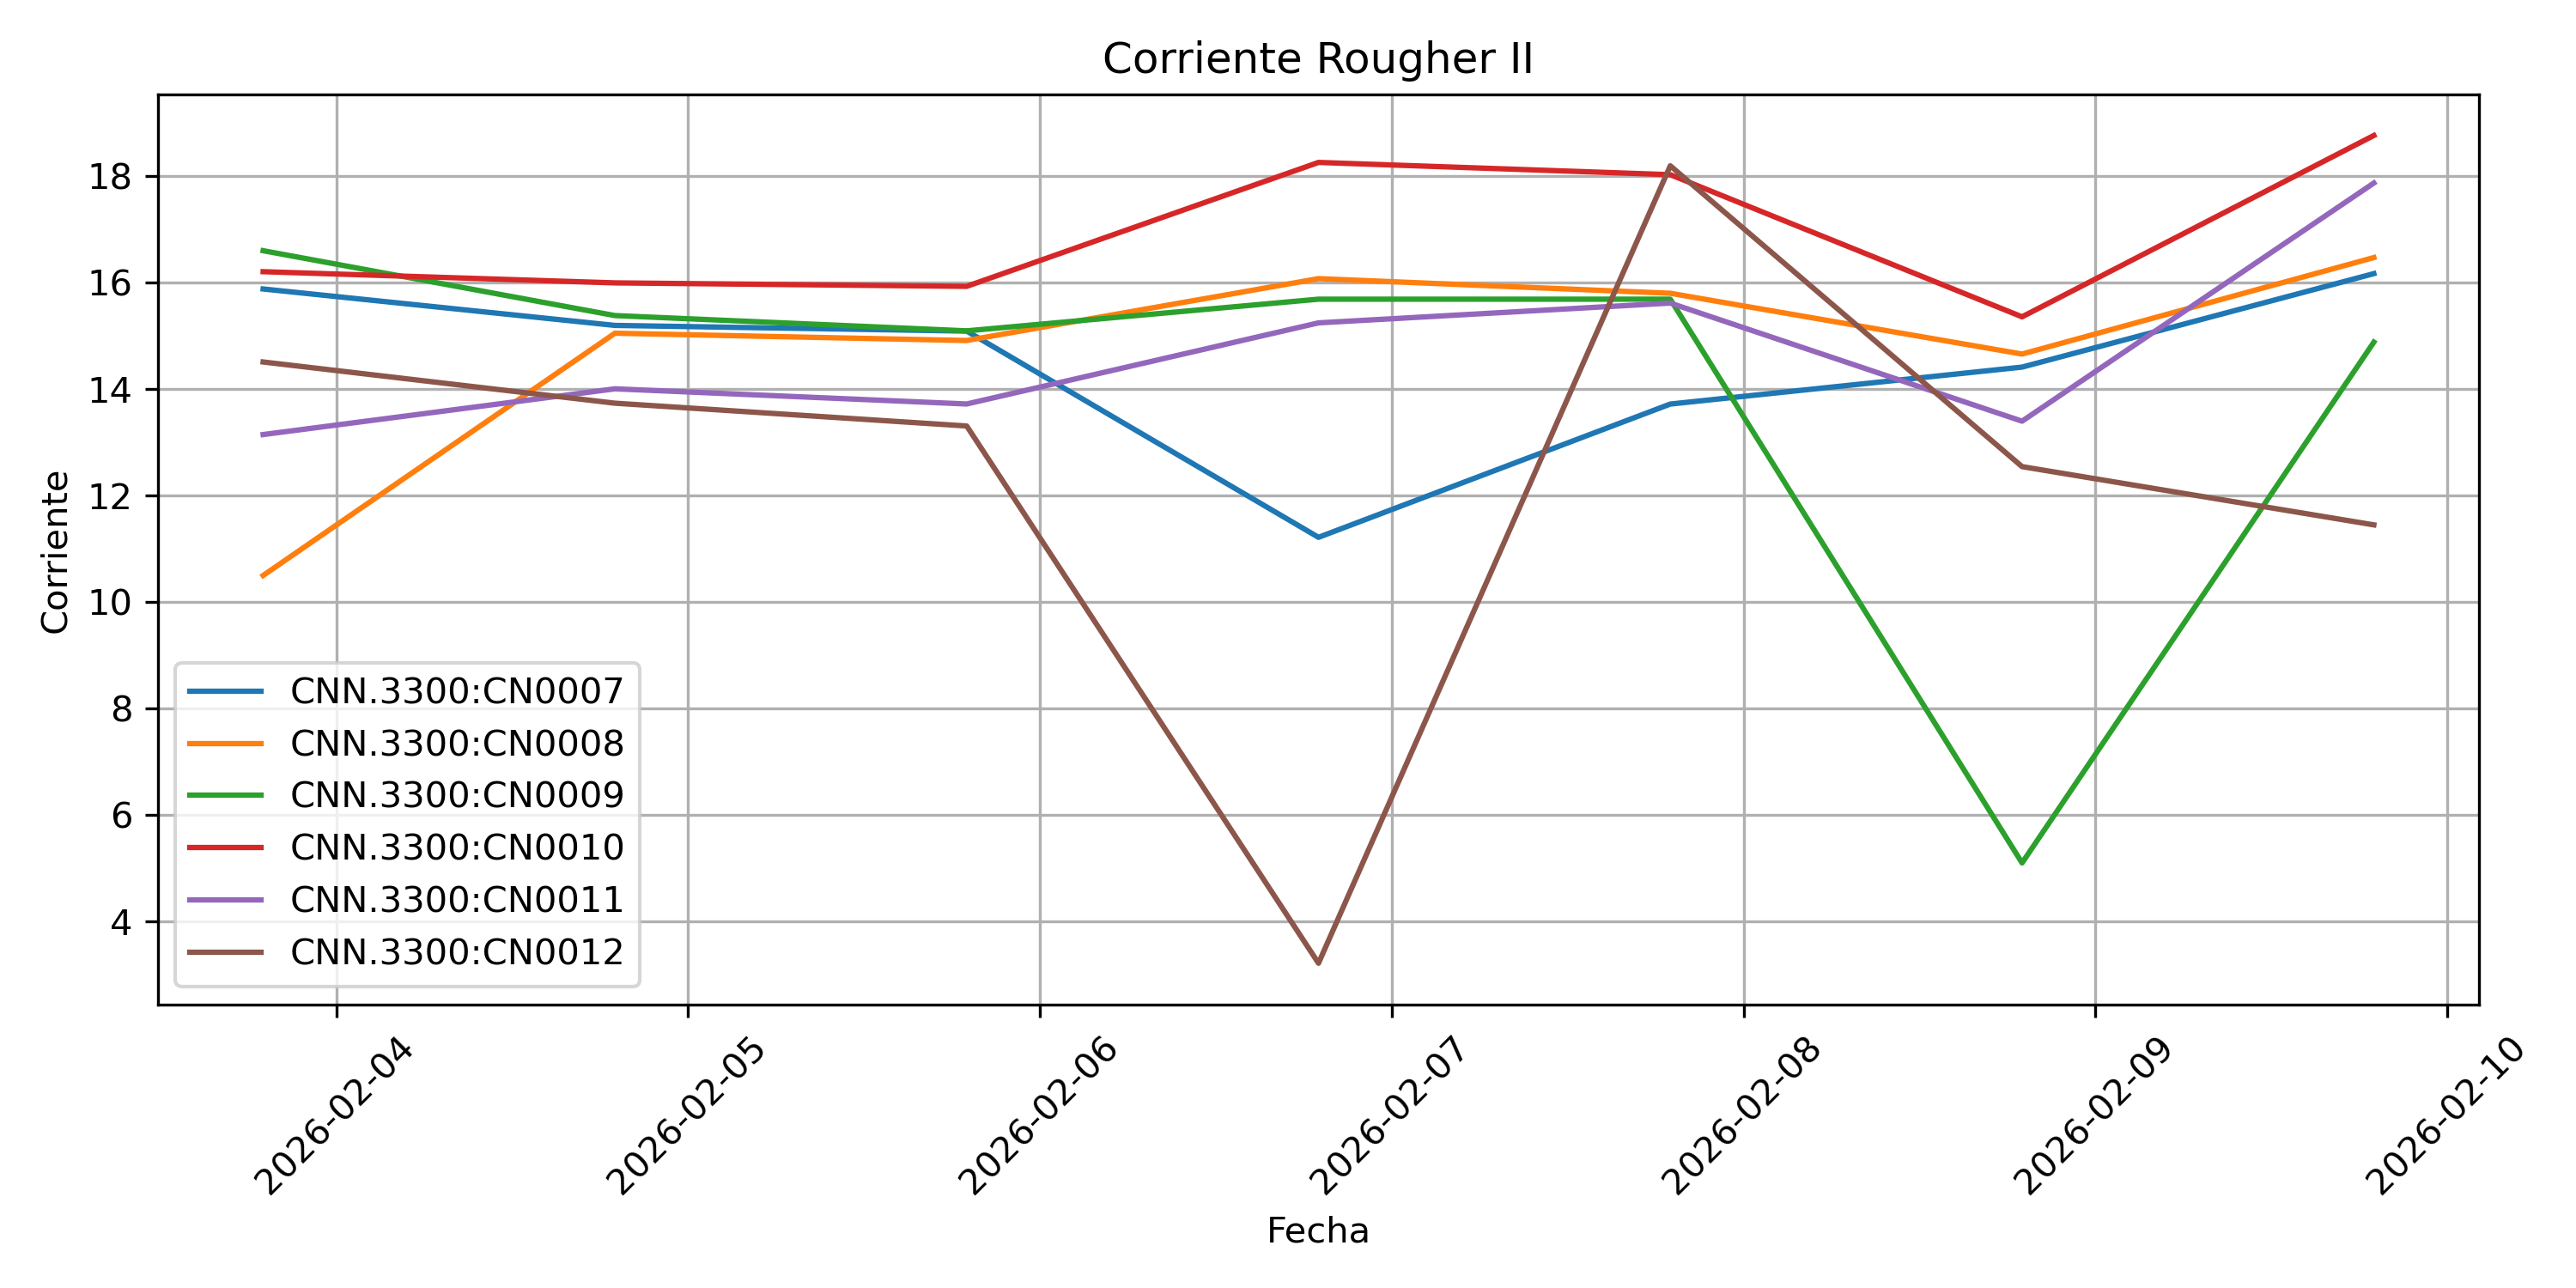 Corriente Rougher II
Corriente
18
16
14
12
10
8
6
4
CNN.3300:CN0007
CNN.3300:CN0008
CNN.3300:CN0009
CNN.3300:CN0010
CNN.3300:CN0011
CNN.3300:CN0012
2026-02-04
2026-02-05
2026-02-06
2026-02-07
2026-02-08
2026-02-09
2026-02-10
Fecha